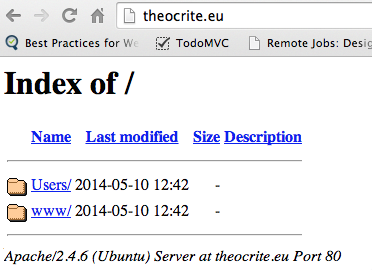 theocrite.eu
Best Practices for We TodoMVC Remote Jobs: Desig
Index of /
Name Last modified Size Description
Users/ 2014-05-10 12:42 -
www/ 2014-05-10 12:42 -
Apache/2.4.6 (Ubuntu) Server at theocrite.eu Port 80